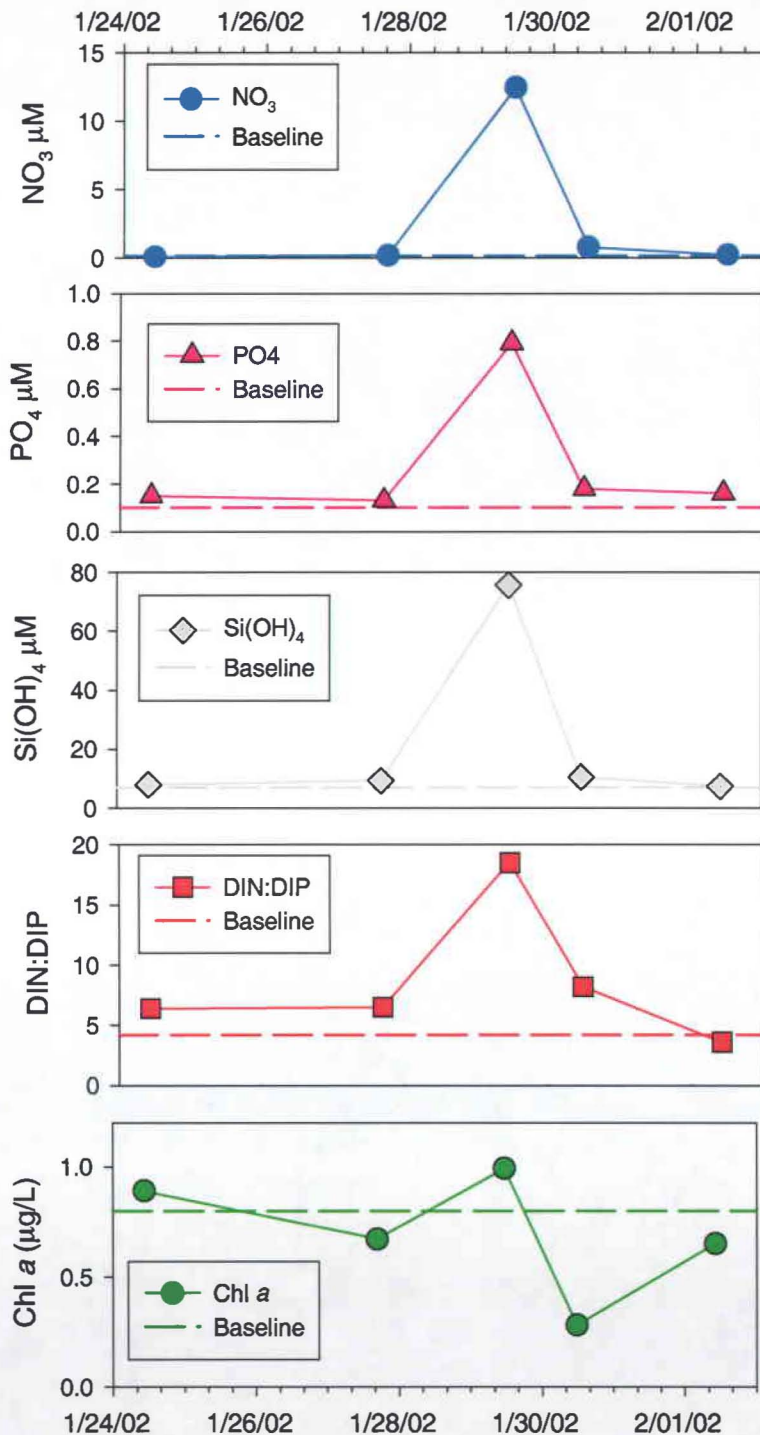 1/24/02 1/26/02 1/28/02 1/30/02 2/01/02
15
10
5
0
NO₃ μM
NO₃
Baseline
1.0
0.8
0.6
0.4
0.2
0.0
PO₄ μM
PO4
Baseline
80
60
40
20
0
Si(OH)₄ μM
Si(OH)₄
Baseline
20
15
10
5
0
DIN:DIP
DIN:DIP
Baseline
1.0
0.5
0.0
Chl a (μg/L)
Chl a
Baseline
1/24/02 1/26/02 1/28/02 1/30/02 2/01/02